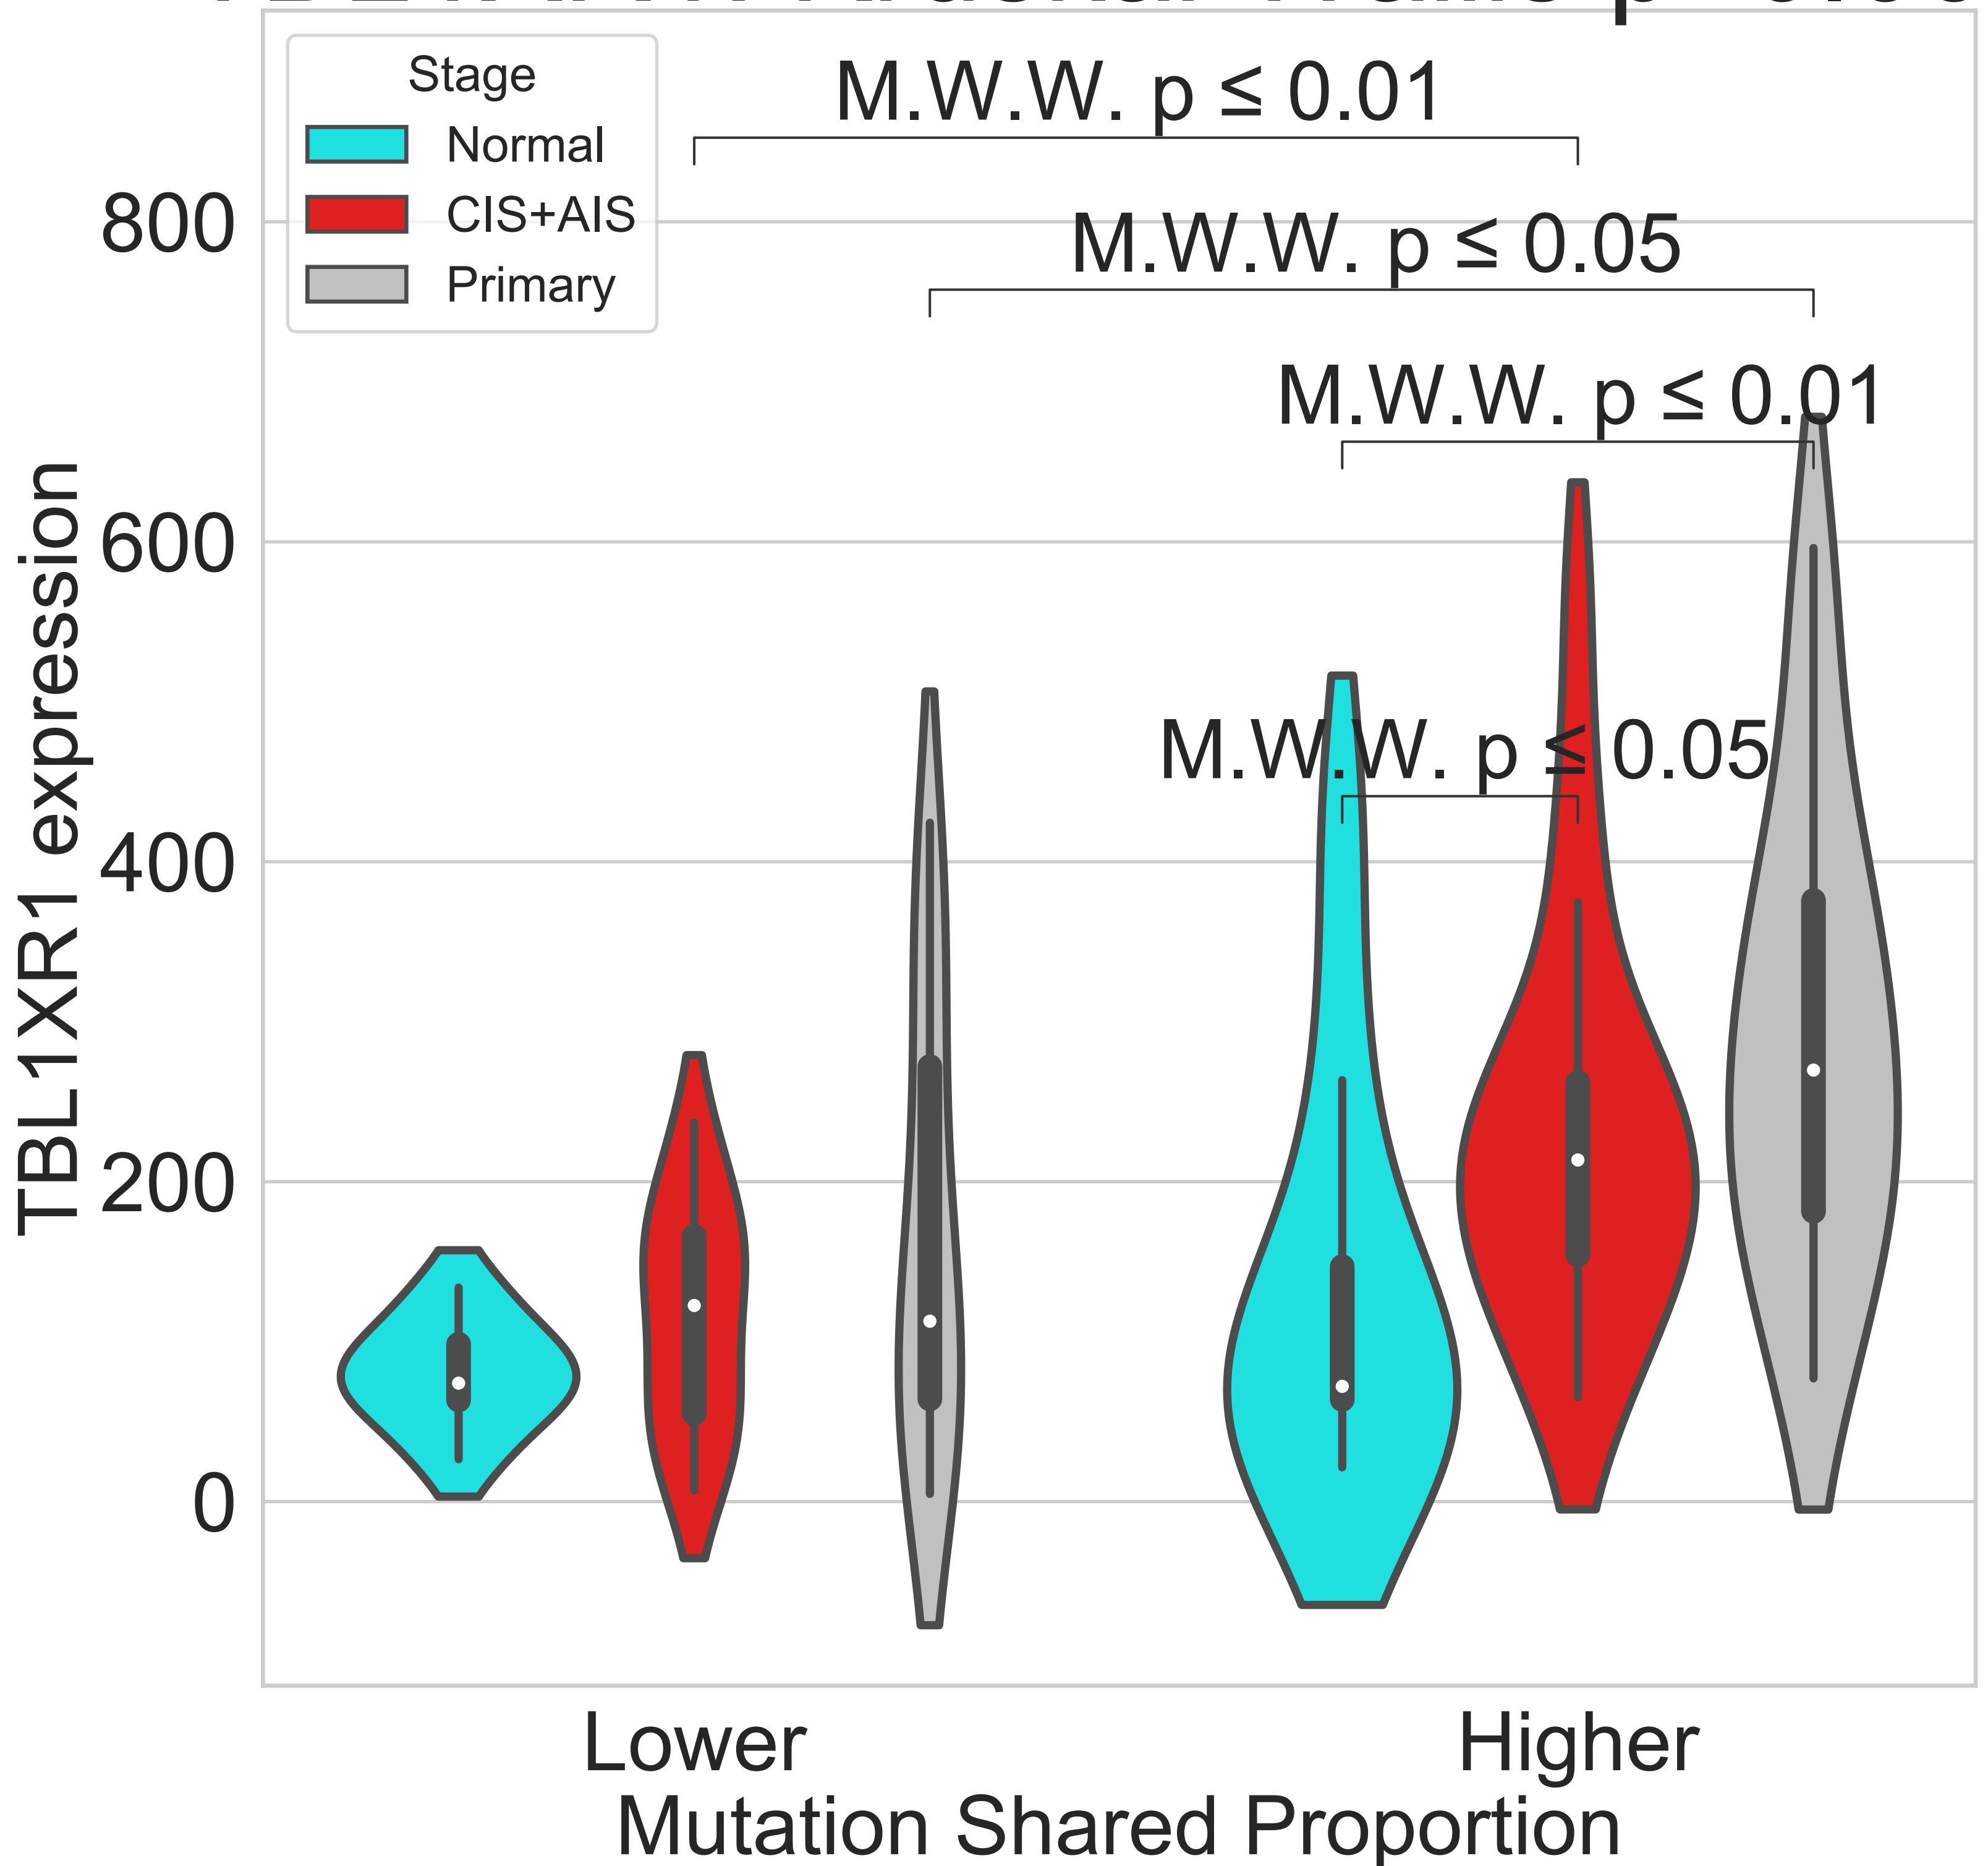 Stage
Normal
CIS+AIS
Primary
M.W.W. p ≤ 0.01
M.W.W. p ≤ 0.05
M.W.W. p ≤ 0.01
M.W.W. p ≤ 0.05
800
600
400
200
0
TBL1XR1 expression
Lower
Higher
Mutation Shared Proportion